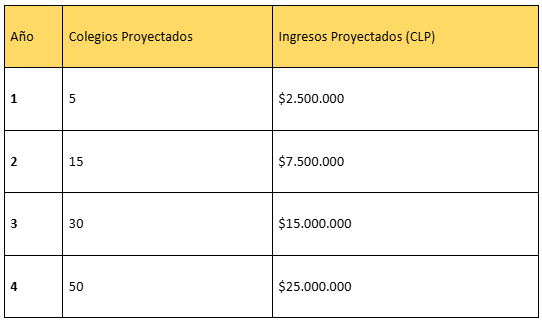 Año Colegios Proyectados Ingresos Proyectados (CLP)
1 5 $2.500.000
2 15 $7.500.000
3 30 $15.000.000
4 50 $25.000.000